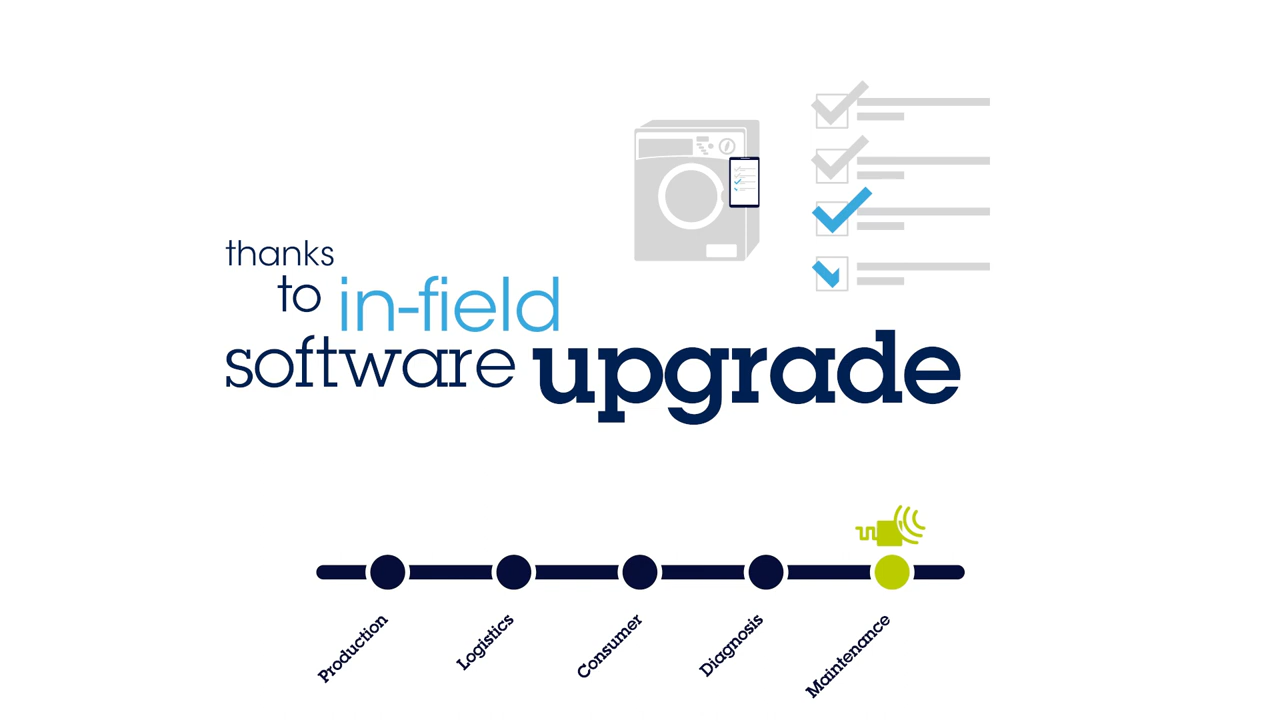 thanks
to in-field
software upgrade
Production
Logistics
Consumer
Diagnosis
Maintenance